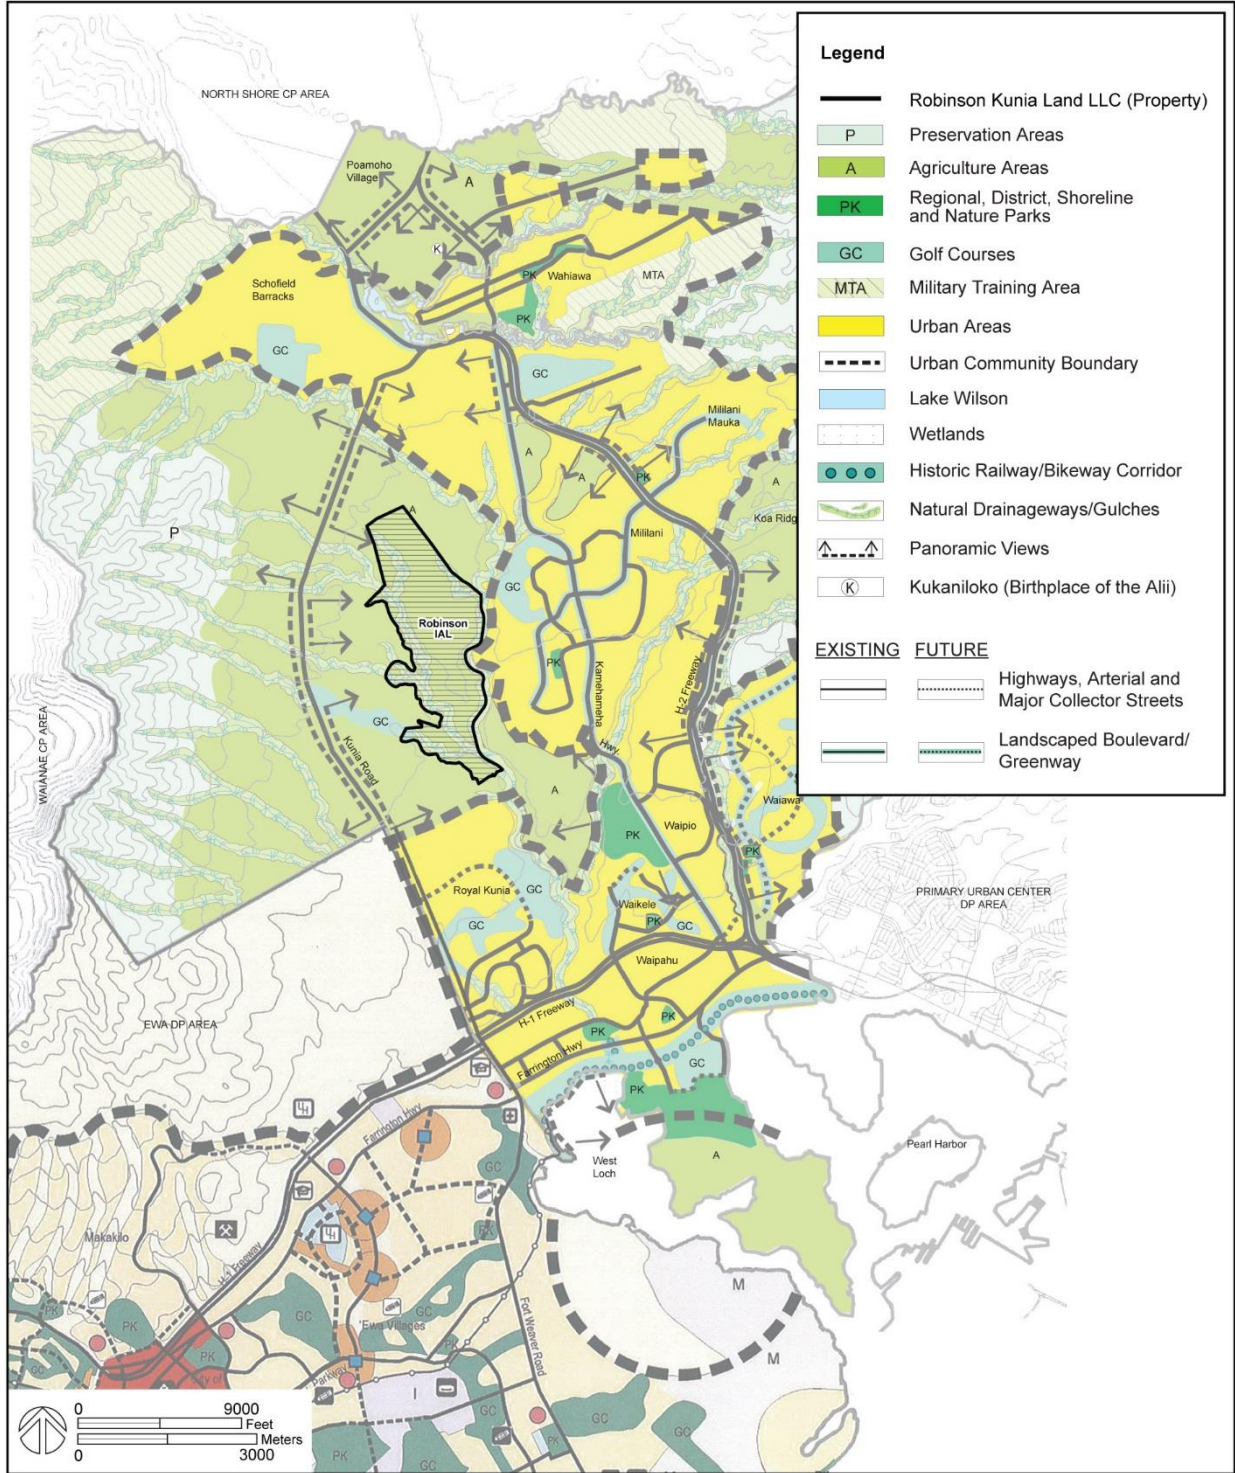 Legend
Robinson Kunia Land LLC (Property)
P
Preservation Areas
A
Agriculture Areas
PK
Regional, District, Shoreline
and Nature Parks
GC
Golf Courses
MTA
Military Training Area
Urban Areas
Urban Community Boundary
Lake Wilson
Wetlands
Historic Railway/Bikeway Corridor
Natural Drainageways/Gulches
Panoramic Views
K
Kukaniloko (Birthplace of the Alii)
EXISTING FUTURE
Highways, Arterial and
Major Collector Streets
Landscaped Boulevard/
Greenway
NORTH SHORE CP AREA
Poamoho
Village
A
K
PK
Wahiawa
MTA
PK
Schofield
Barracks
GC
GC
Mililani
Mauka
A
A
PK
A
Koa Ridg
A
P
Mililani
GC
Robinson
IAL
PK
Kamehameha
Hwy.
H-2 Freeway
GC
Kunia Road
WAIANAE CP AREA
A
PK
Waipio
Waiawa
PK
Royal Kunia
GC
GC
Waikele
PK
GC
PRIMARY URBAN CENTER
DP AREA
Waipahu
H-1 Freeway
EWA DP AREA
PK
PK
Farrington Hwy
GC
PK
Farrington Hwy
West
Loch
A
Pearl Harbor
GC
Makakilo
H-1 Freeway
PK
M
M
GC
GC
'Ewa Villages
Fort Weaver Road
PK
PK
GC
PK
City of
Parkway
PK
I
GC
GC
GC
PK
PK
GC
0 9000
Feet
Meters
0 3000